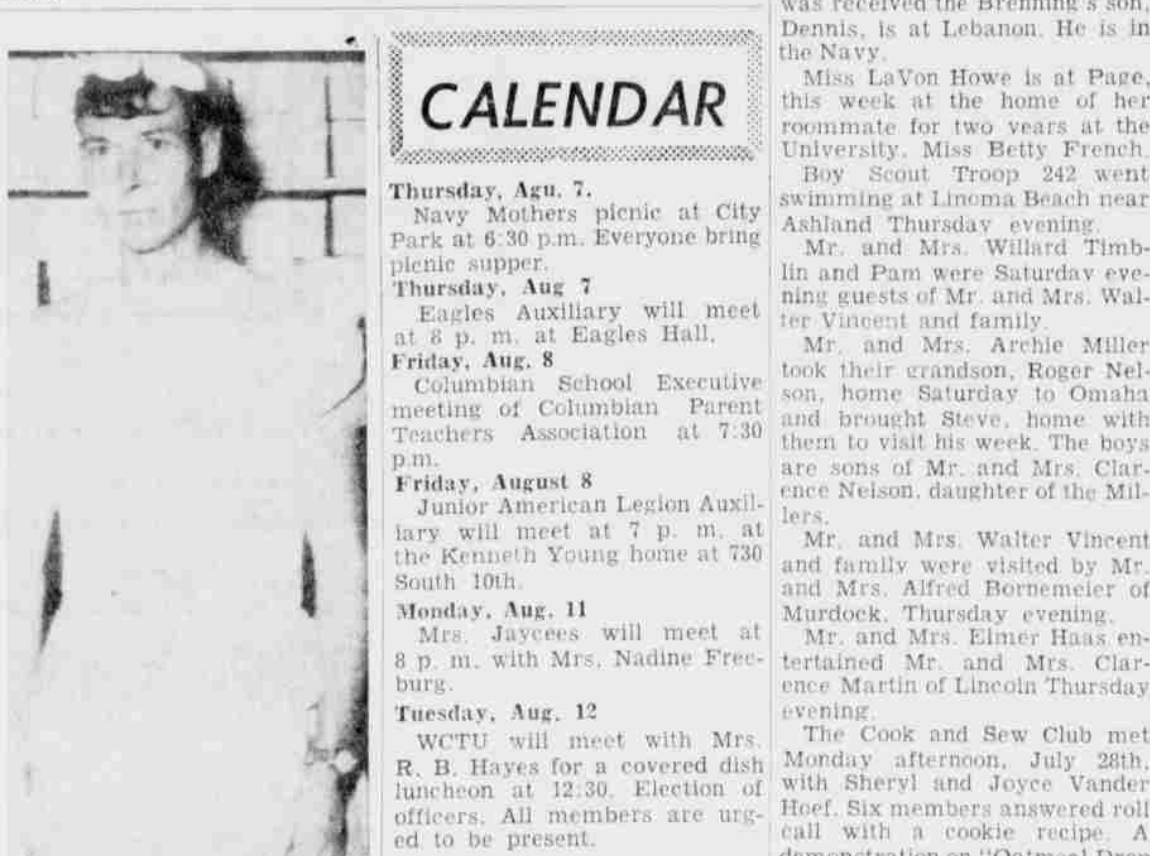 CALENDAR
Thursday, Agu. 7.
Navy Mothers picnic at City
Park at 6:30 p.m. Everyone bring
picnic supper.
Thursday, Aug 7
Eagles Auxiliary will meet
at 8 p. m. at Eagles Hall.
Friday, Aug. 8
Columbian School Executive
meeting of Columbian Parent
Teachers Association at 7:30
p.m.
Friday, August 8
Junior American Legion Auxil-
iary will meet at 7 p. m. at
the Kenneth Young home at 730
South 10th.
Monday, Aug. 11
Mrs. Jaycees will meet at
8 p. m. with Mrs. Nadine Free-
burg.
Tuesday, Aug. 12
WCTU will meet with Mrs.
R. B. Hayes for a covered dish
luncheon at 12:30. Election of
officers. All members are urg-
ed to be present.
was received the Brenning's son,
Dennis, is at Lebanon. He is in
the Navy.
Miss LaVon Howe is at Page,
this week at the home of her
roommate for two years at the
University, Miss Betty French.
Boy Scout Troop 242 went
swimming at Linoma Beach near
Ashland Thursday evening.
Mr. and Mrs. Willard Timb-
lin and Pam were Saturday eve-
ning guests of Mr. and Mrs. Wal-
ter Vincent and family.
Mr. and Mrs. Archie Miller
took their grandson, Roger Nel-
son, home Saturday to Omaha
and brought Steve, home with
them to visit his week. The boys
are sons of Mr. and Mrs. Clar-
ence Nelson, daughter of the Mil-
lers.
Mr. and Mrs. Walter Vincent
and family were visited by Mr.
and Mrs. Alfred Bornemeier of
Murdock, Thursday evening.
Mr. and Mrs. Elmer Haas en-
tertained Mr. and Mrs. Clar-
ence Martin of Lincoln Thursday
evening.
The Cook and Sew Club met
Monday afternoon, July 28th,
with Sheryl and Joyce Vander
Hoef. Six members answered roll
call with a cookie recipe. A
demonstration on "Oatmeal Drop